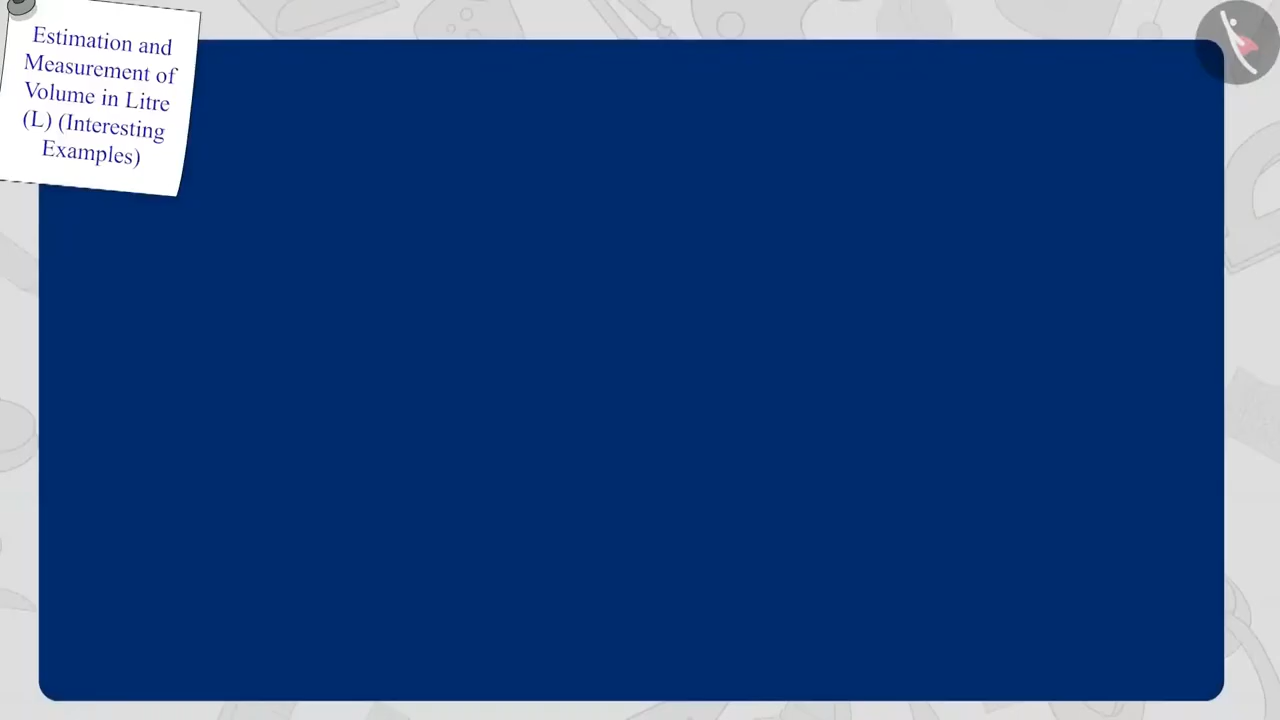 Estimation and
Measurement of
Volume in Litre
(L) (Interesting
Examples)